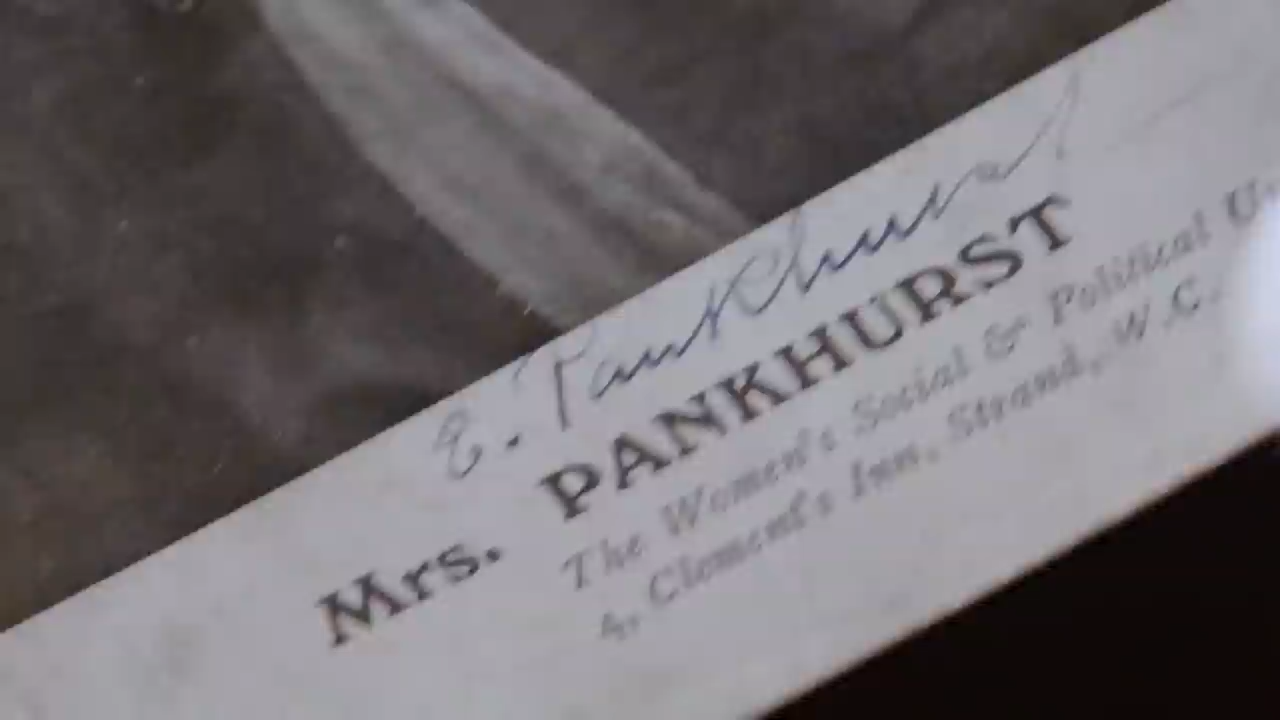 E. Pankhurst
Mrs. PANKHURST
The Women's Social & Political
4, Clement's Inn, Strand, W.C.